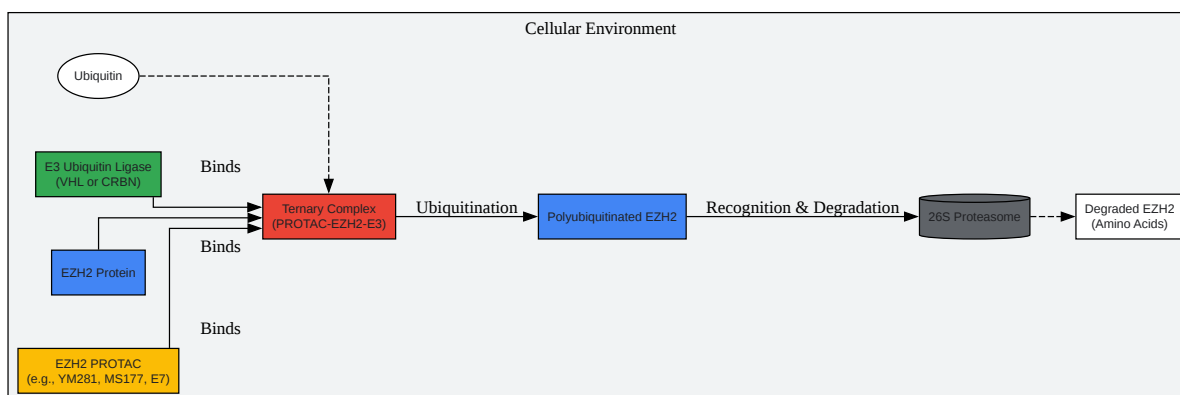 Cellular Environment
Ubiquitin
E3 Ubiquitin Ligase
(VHL or CRBN)
Binds
Ternary Complex
(PROTAC-EZH2-E3)
Ubiquitination
Polyubiquitinated EZH2
Recognition & Degradation
26S Proteasome
Degraded EZH2
(Amino Acids)
Binds
EZH2 Protein
Binds
EZH2 PROTAC
(e.g., YM281, MS177, E7)